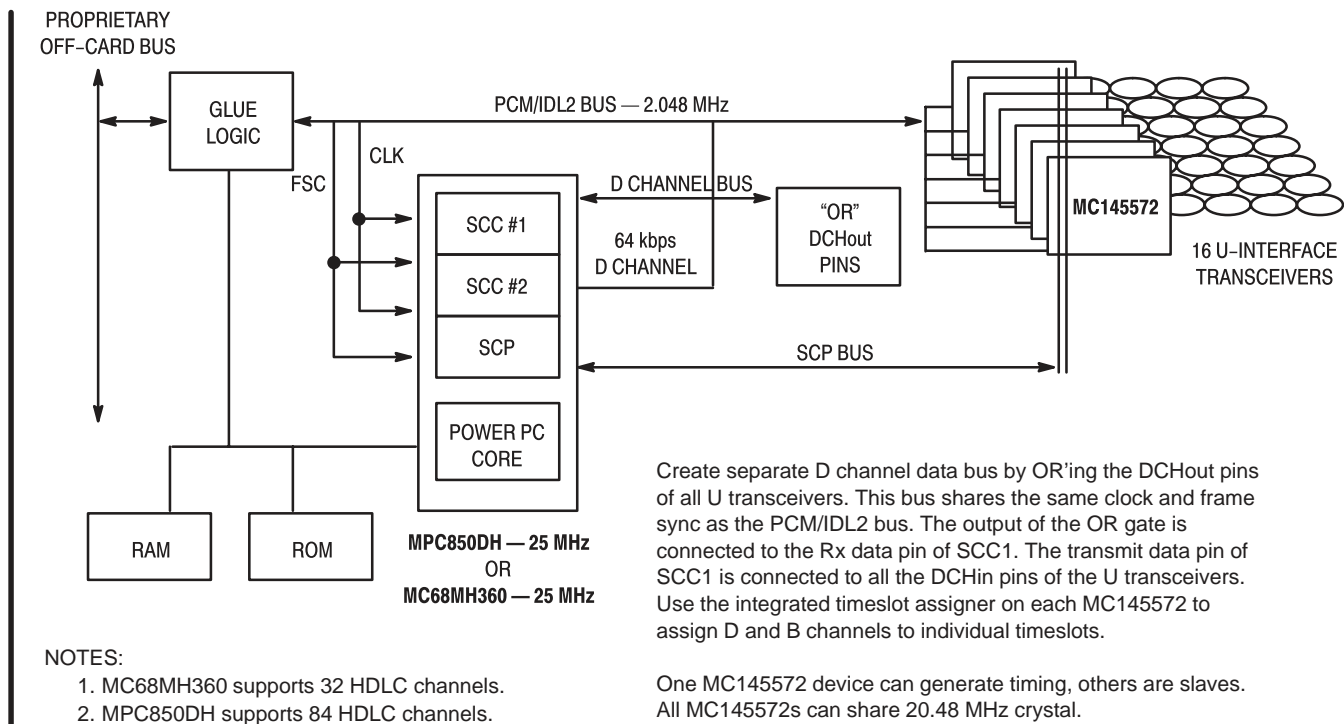 PROPRIETARY
OFF–CARD BUS
GLUE
LOGIC
PCM/IDL2 BUS — 2.048 MHz
FSC
CLK
SCC #1
SCC #2
SCP
POWER PC
CORE
D CHANNEL BUS
64 kbps
D CHANNEL
“OR”
DCHout
PINS
MC145572
16 U–INTERFACE
TRANSCEIVERS
SCP BUS
RAM
ROM
MPC850DH — 25 MHz
OR
MC68MH360 — 25 MHz
Create separate D channel data bus by OR'ing the DCHout pins
of all U transceivers. This bus shares the same clock and frame
sync as the PCM/IDL2 bus. The output of the OR gate is
connected to the Rx data pin of SCC1. The transmit data pin of
SCC1 is connected to all the DCHin pins of the U transceivers.
Use the integrated timeslot assigner on each MC145572 to
assign D and B channels to individual timeslots.
One MC145572 device can generate timing, others are slaves.
All MC145572s can share 20.48 MHz crystal.
NOTES:
1. MC68MH360 supports 32 HDLC channels.
2. MPC850DH supports 84 HDLC channels.